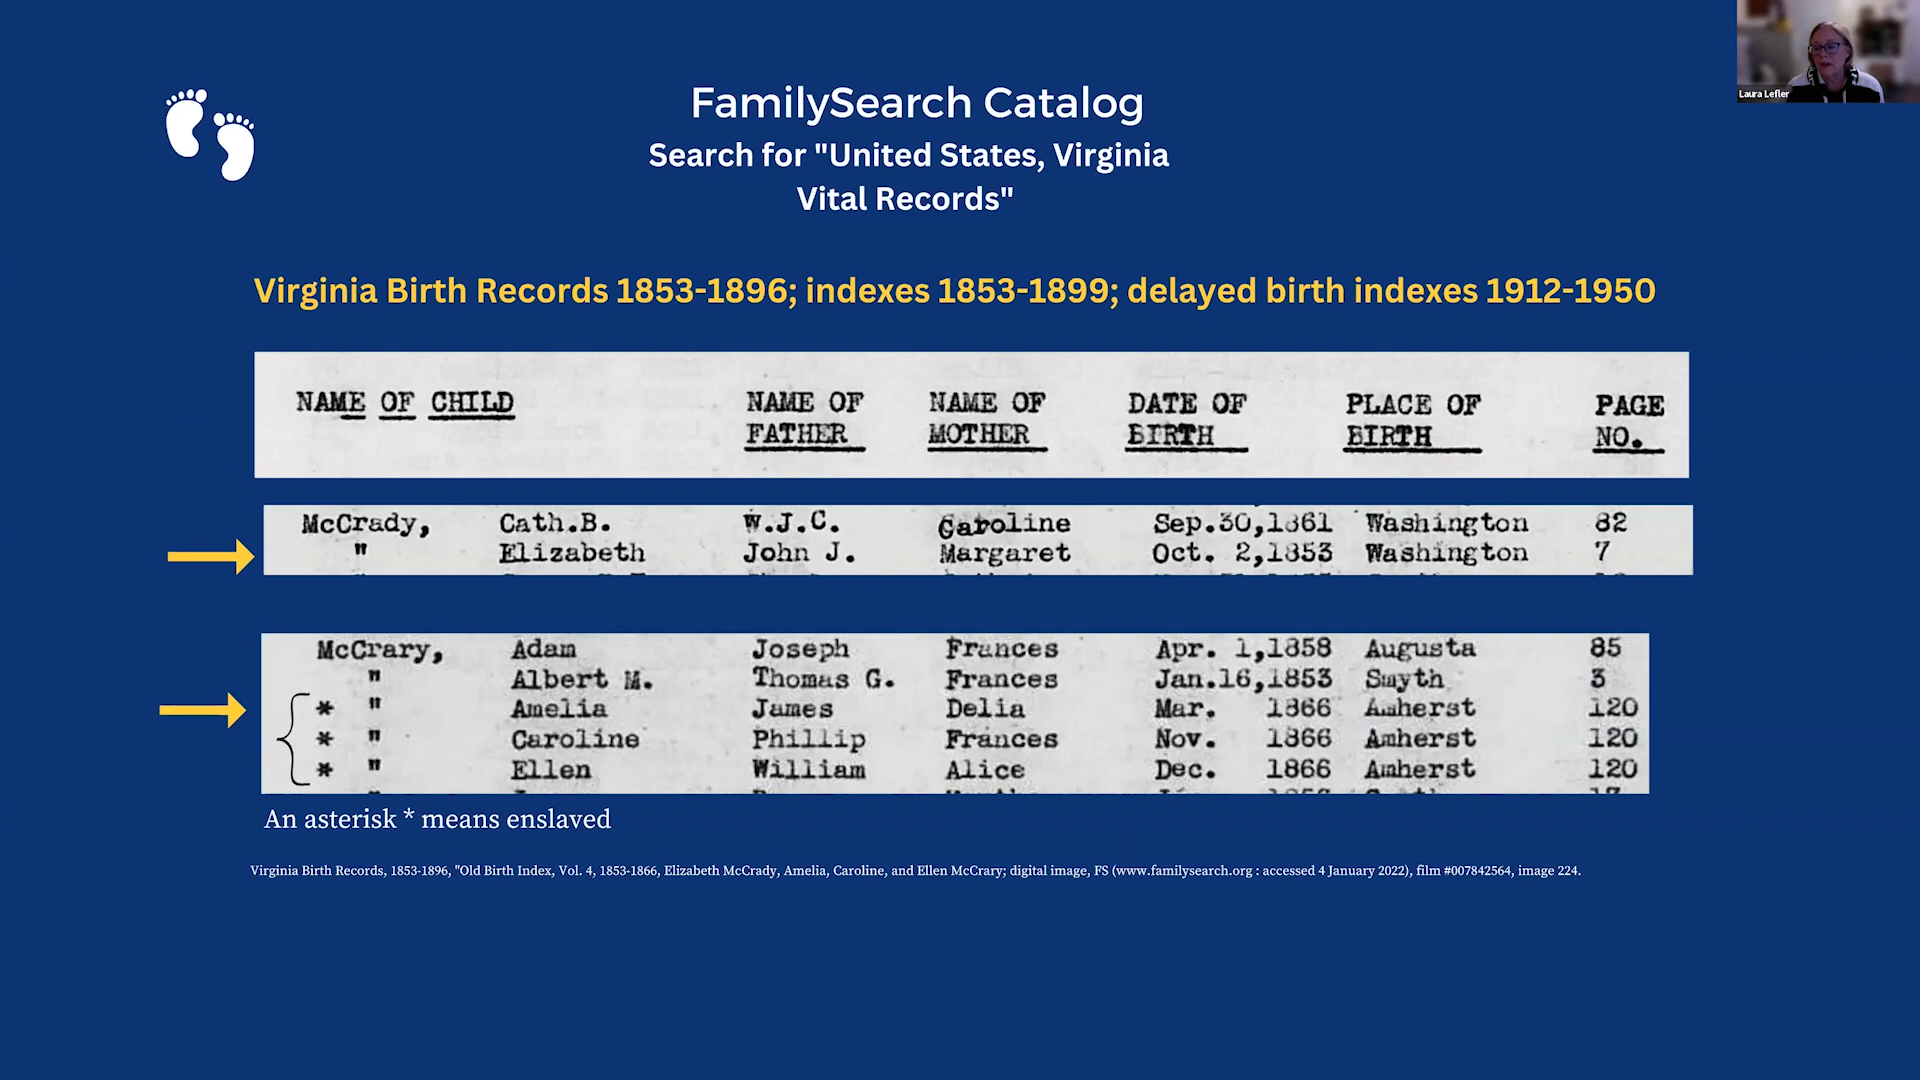 Laura Lefler
FamilySearch Catalog
Search for "United States, Virginia
Vital Records"
Virginia Birth Records 1853-1896; indexes 1853-1899; delayed birth indexes 1912-1950
NAME OF CHILD NAME OF FATHER NAME OF MOTHER DATE OF BIRTH PLACE OF BIRTH PAGE NO.
McCrady, Cath.B. W.J.C. Caroline Sep.30,1861 Washington 82
" Elizabeth John J. Margaret Oct. 2,1853 Washington 7
McCrary, Adam Joseph Frances Apr. 1,1858 Augusta 85
" Albert M. Thomas G. Frances Jan.16,1853 Smyth 3
* " Amelia James Delia Mar. 1866 Amherst 120
* " Caroline Phillip Frances Nov. 1866 Amherst 120
* " Ellen William Alice Dec. 1866 Amherst 120
An asterisk * means enslaved
Virginia Birth Records, 1853-1896, "Old Birth Index, Vol. 4, 1853-1866, Elizabeth McCrady, Amelia, Caroline, and Ellen McCrary; digital image, FS (www.familysearch.org : accessed 4 January 2022), film #007842564, image 224.